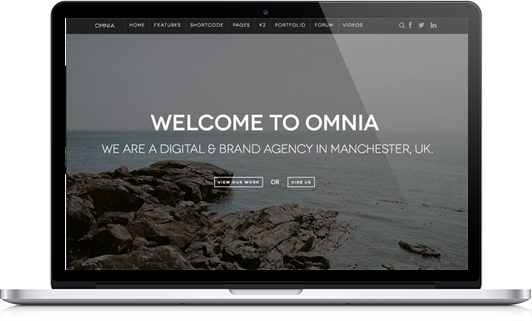 OMNIA HOME FEATURES SHORTCODE PAGES K2 PORTFOLIO FORUM VIDEOS
WELCOME TO OMNIA
WE ARE A DIGITAL & BRAND AGENCY IN MANCHESTER, UK.
VIEW OUR WORK OR HIRE US